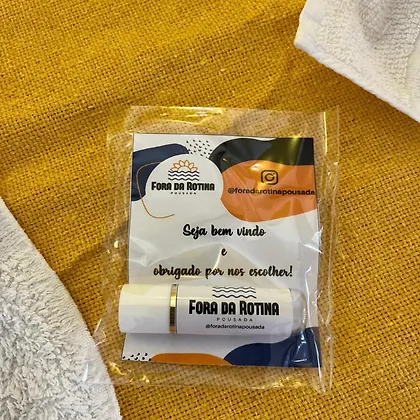 FORA DA ROTINA
POUSADA
@foradarotinapousada
Seja bem vindo
e
obrigado por nos escolher!
FORA DA ROTINA
POUSADA
@foradarotinapousada